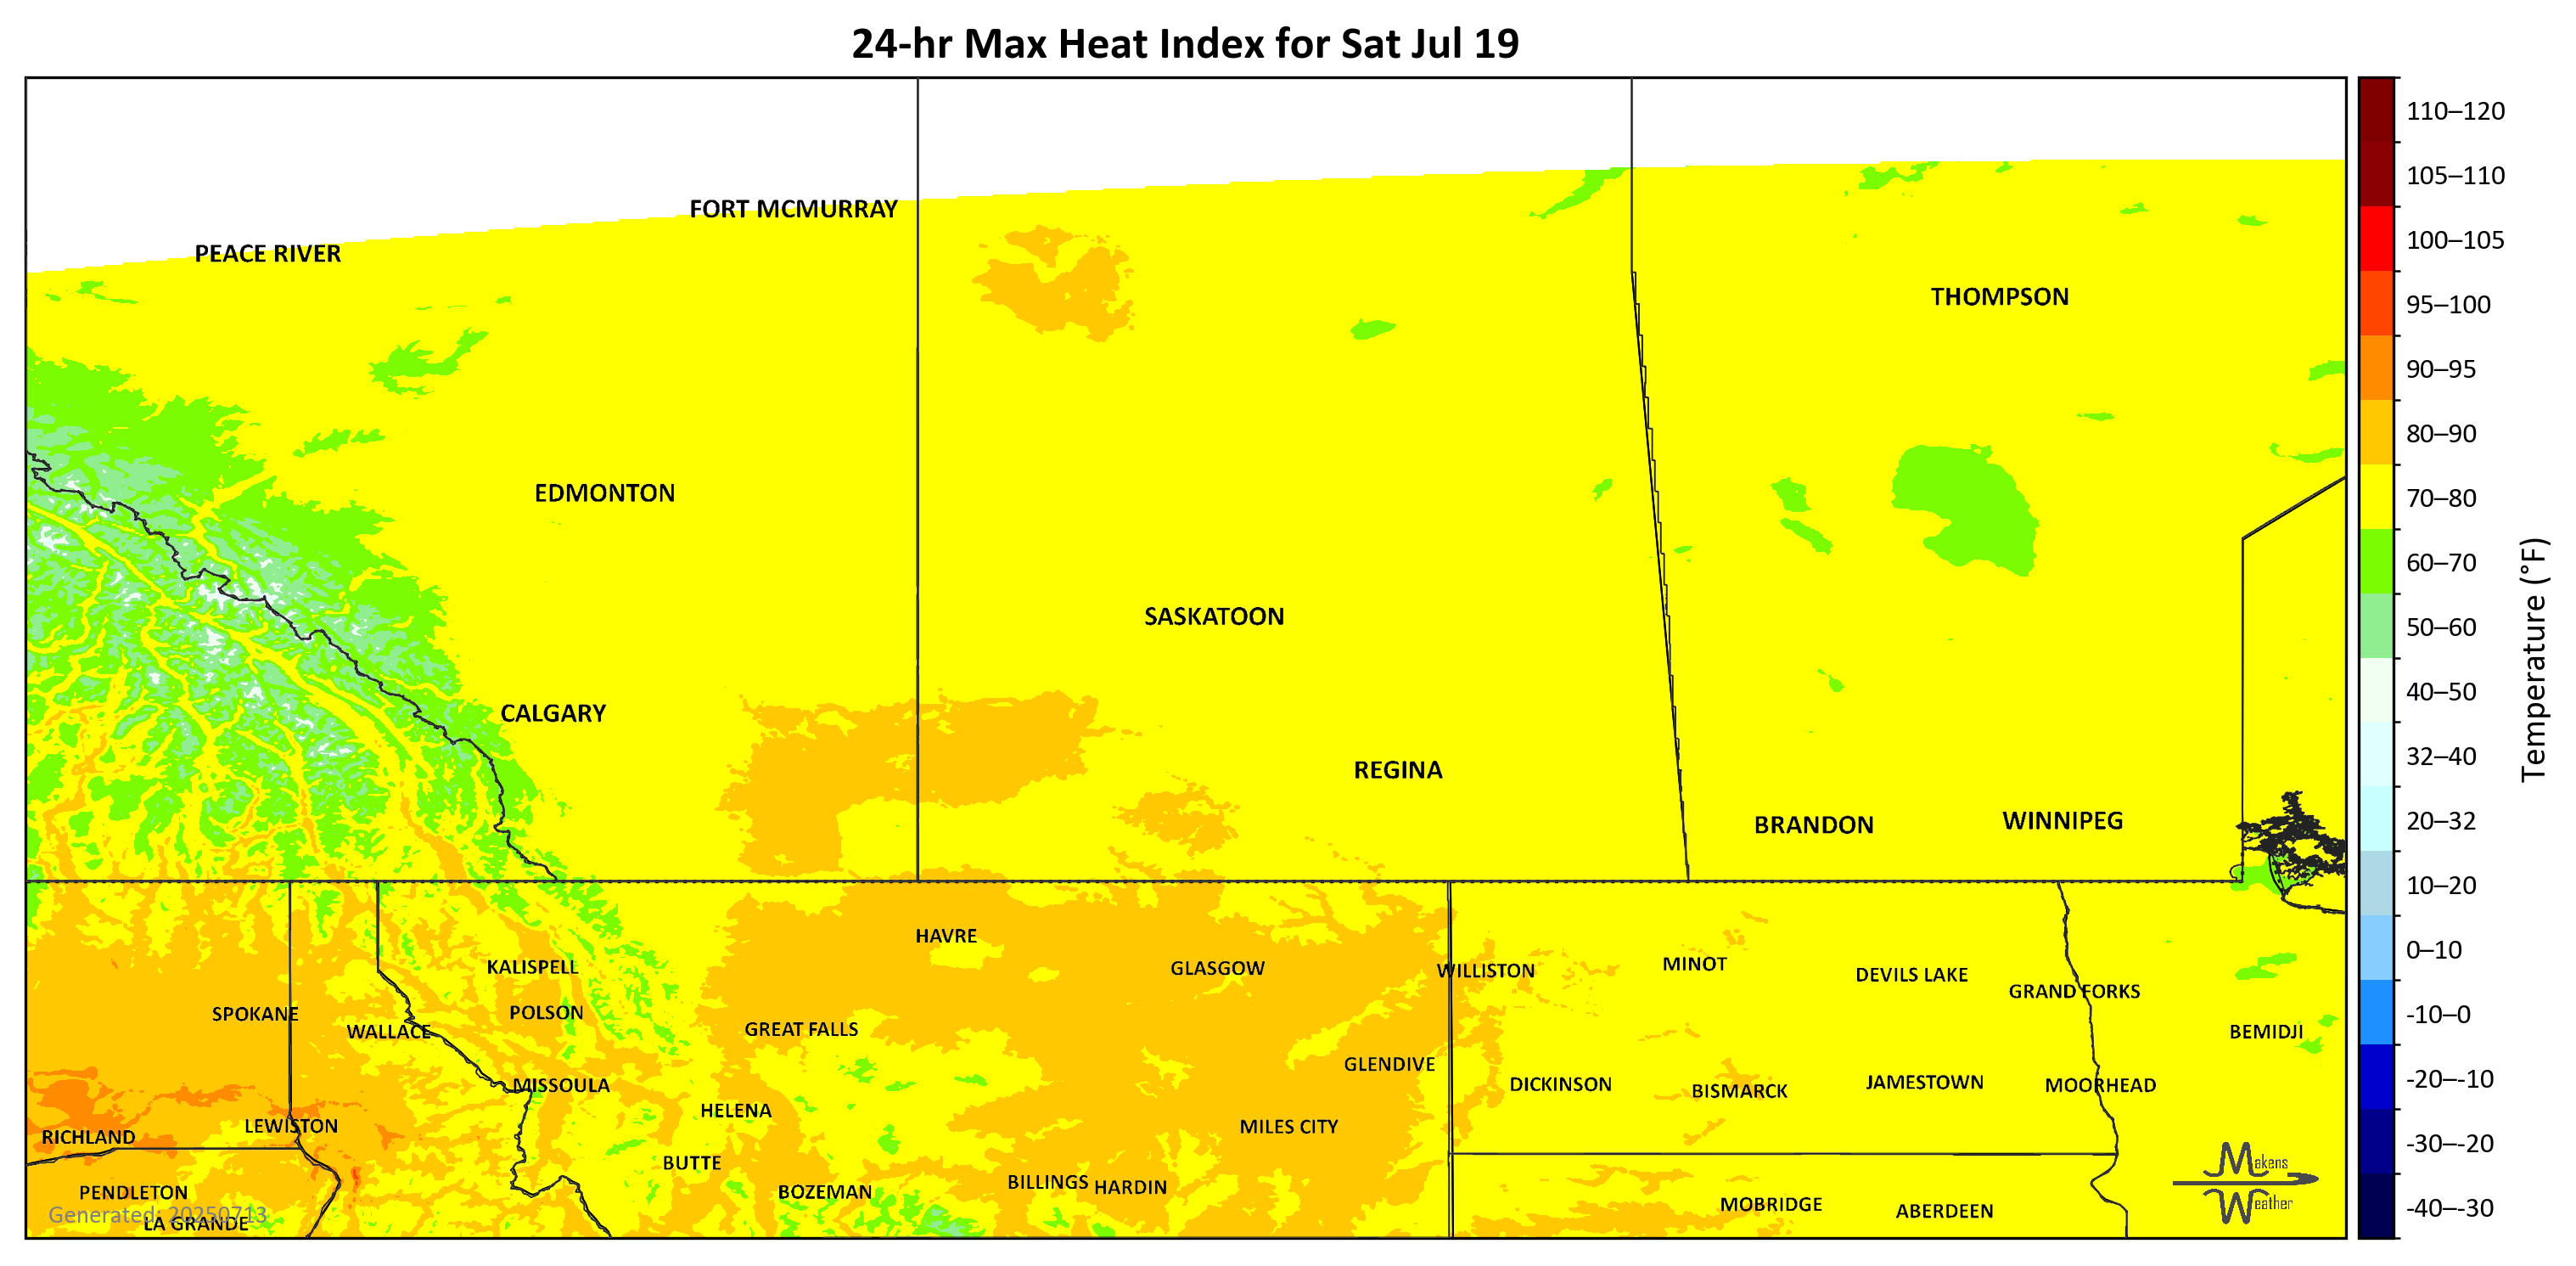 24-hr Max Heat Index for Sat Jul 19
FORT MCMURRAY
PEACE RIVER
THOMPSON
EDMONTON
SASKATOON
CALGARY
REGINA
BRANDON
WINNIPEG
HAVRE
KALISPELL
GLASGOW
WILLISTON
MINOT
DEVILS LAKE
GRAND FORKS
SPOKANE
POLSON
WALLACE
GREAT FALLS
BEMIDJI
GLENDIVE
MISSOULA
DICKINSON
BISMARCK
JAMESTOWN
MOORHEAD
HELENA
LEWISTON
MILES CITY
RICHLAND
BUTTE
PENDLETON
BOZEMAN
BILLINGS
HARDIN
MOBRIDGE
ABERDEEN
Generated: 20250713
LA GRANDE
Makens
Weather
110–120
105–110
100–105
95–100
90–95
80–90
70–80
60–70
50–60
40–50
32–40
20–32
10–20
0–10
-10–0
-20–-10
-30–-20
-40–-30
Temperature (°F)